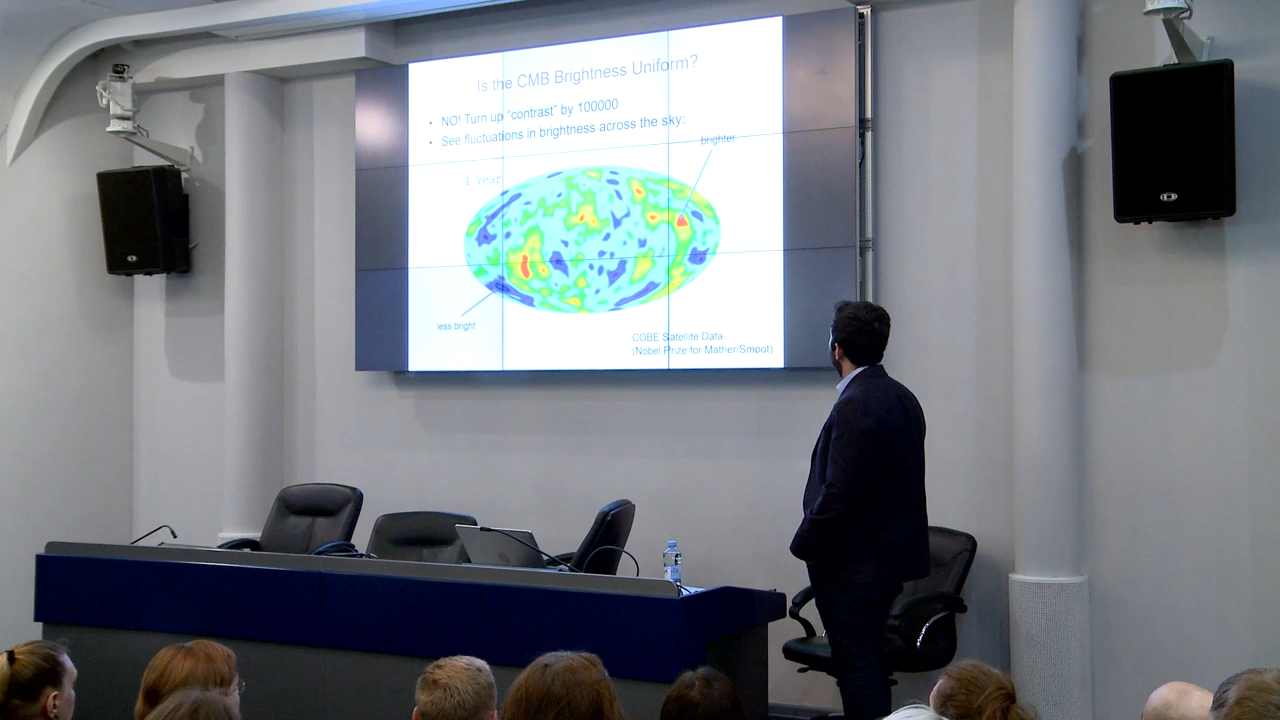 Is the CMB Brightness Uniform?
• NO! Turn up "contrast" by 100000
• See fluctuations in brightness across the sky:
brighter
1 year
less bright
COBE Satellite Data
(Nobel Prize for Mather/Smoot)